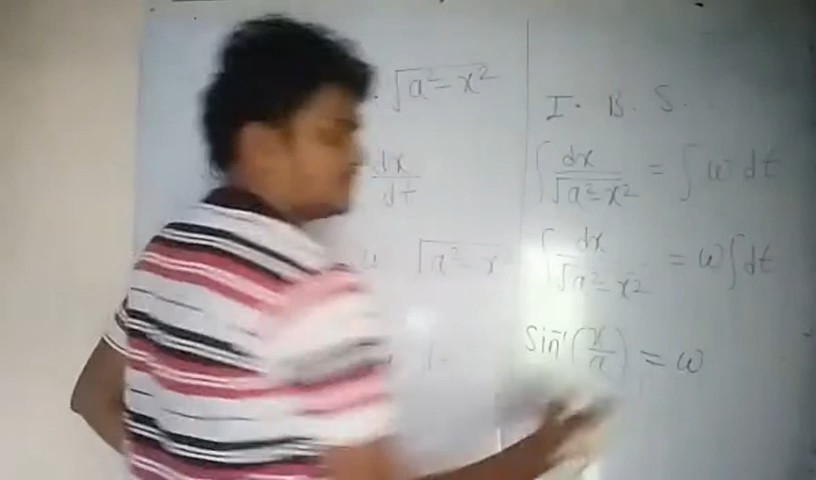 . √a²-x²
dx/dt
√a²-x²
I. B. S.
∫ dx/√a²-x² = ∫ ω dt
∫ dx/√a²-x² = ω∫dt
Sin⁻¹(x/a) = ω